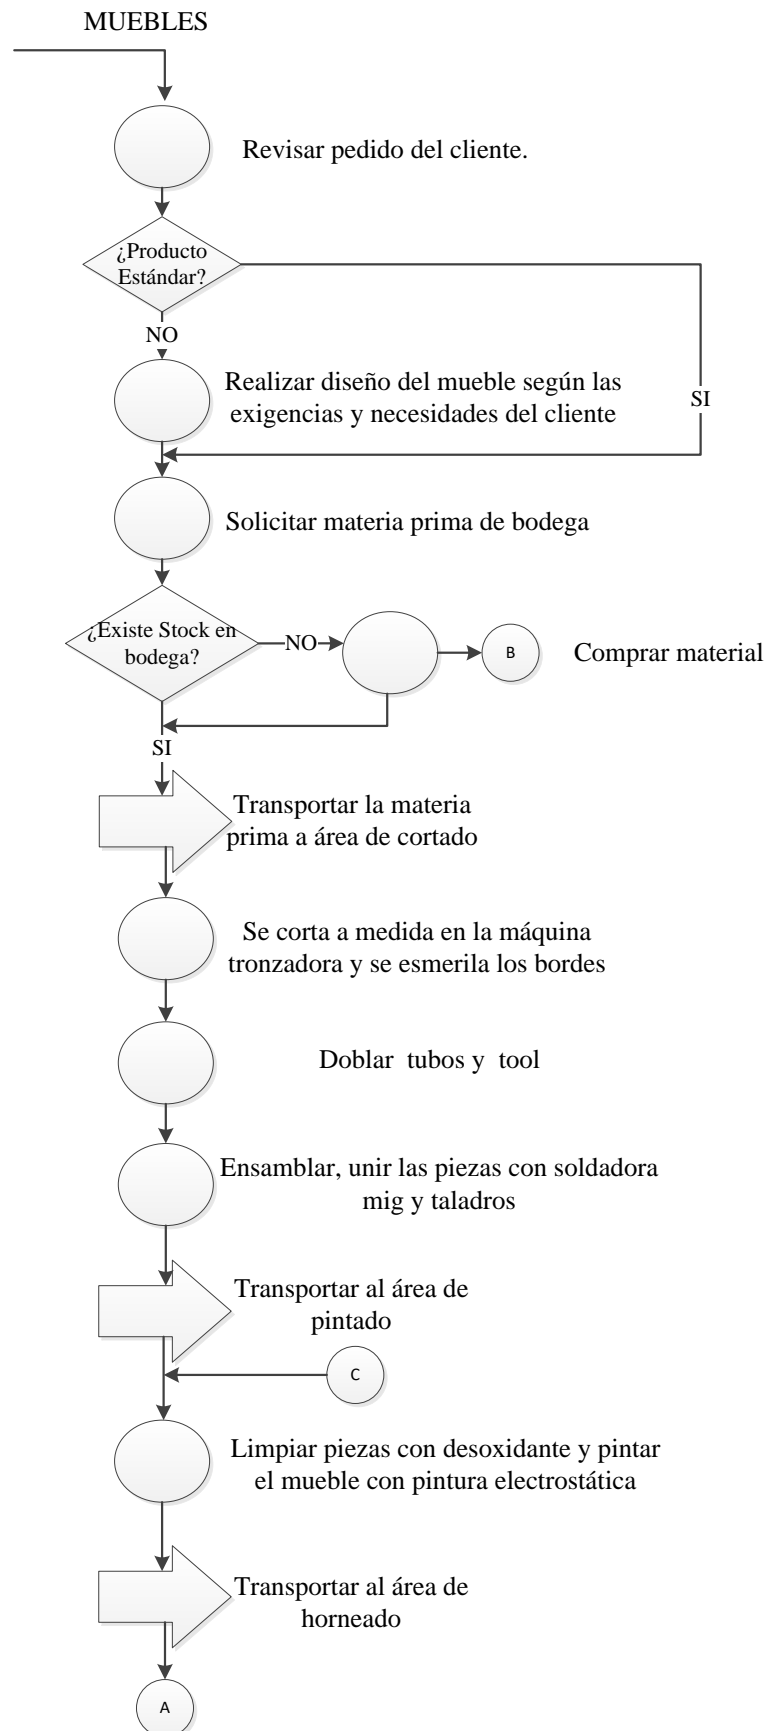 MUEBLES
Revisar pedido del cliente.
¿Producto
Estándar?
NO
Realizar diseño del mueble según las
exigencias y necesidades del cliente
SI
Solicitar materia prima de bodega
¿Existe Stock en
bodega?
NO
B
Comprar material
SI
Transportar la materia
prima a área de cortado
Se corta a medida en la máquina
tronzadora y se esmerila los bordes
Doblar tubos y tool
Ensamblar, unir las piezas con soldadora
mig y taladros
Transportar al área de
pintado
C
Limpiar piezas con desoxidante y pintar
el mueble con pintura electrostática
Transportar al área de
horneado
A